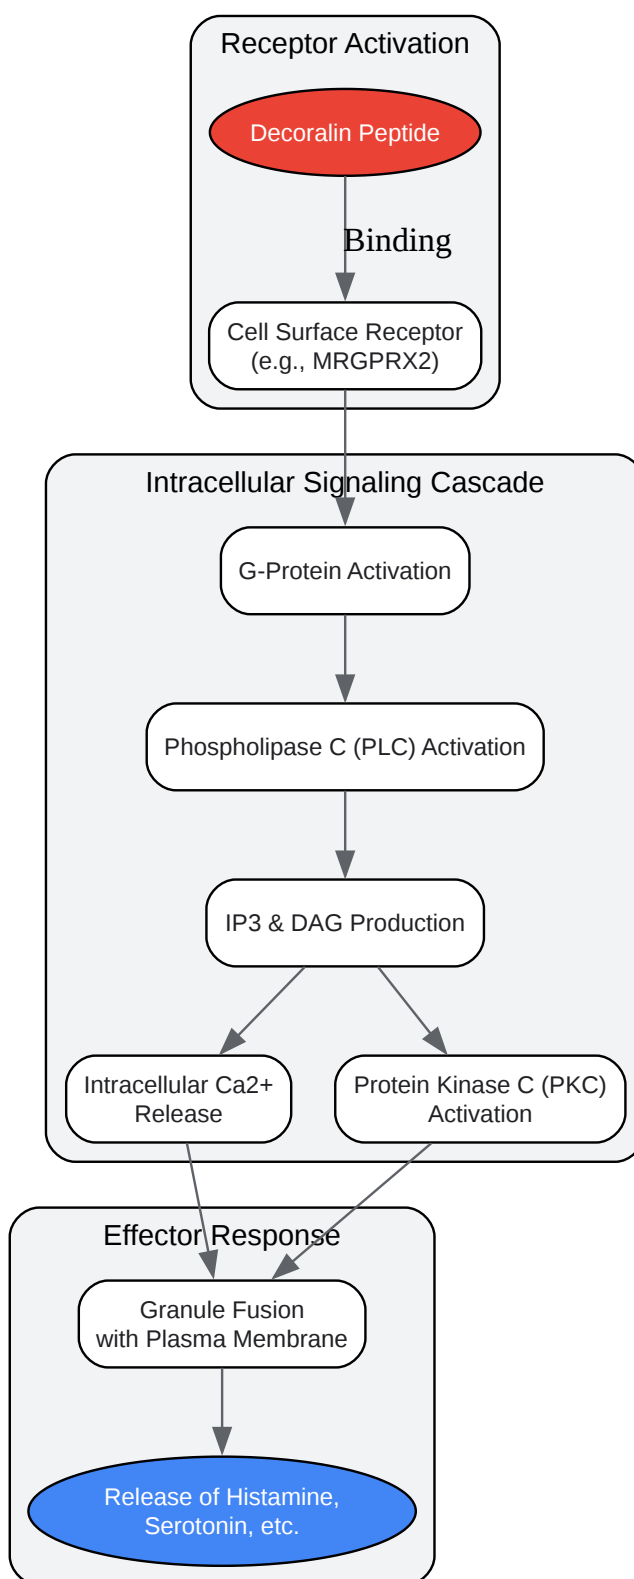 Receptor Activation
Decoralin Peptide
Binding
Cell Surface Receptor
(e.g., MRGPRX2)
Intracellular Signaling Cascade
G-Protein Activation
Phospholipase C (PLC) Activation
IP3 & DAG Production
Intracellular Ca2+
Release
Protein Kinase C (PKC)
Activation
Effector Response
Granule Fusion
with Plasma Membrane
Release of Histamine,
Serotonin, etc.